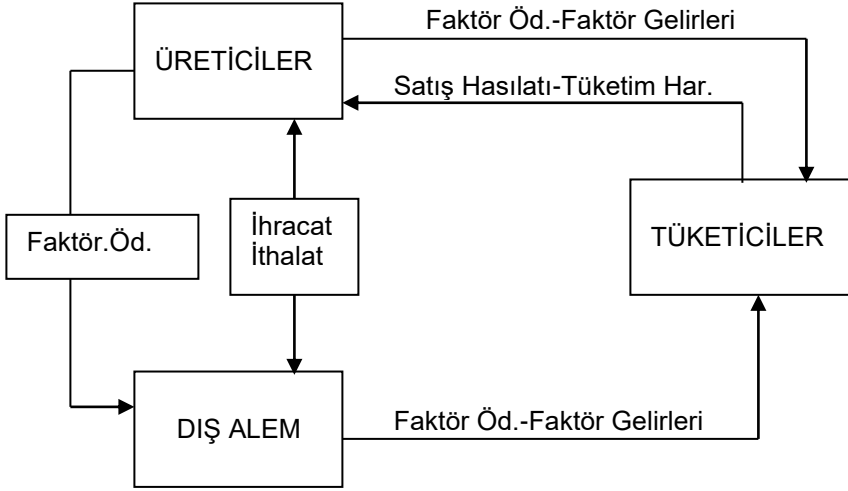 Faktör Öd.-Faktör Gelirleri
ÜRETİCİLER
Satış Hasılatı-Tüketim Har.
Faktör.Öd.
İhracat
İthalat
TÜKETİCİLER
DIŞ ALEM
Faktör Öd.-Faktör Gelirleri